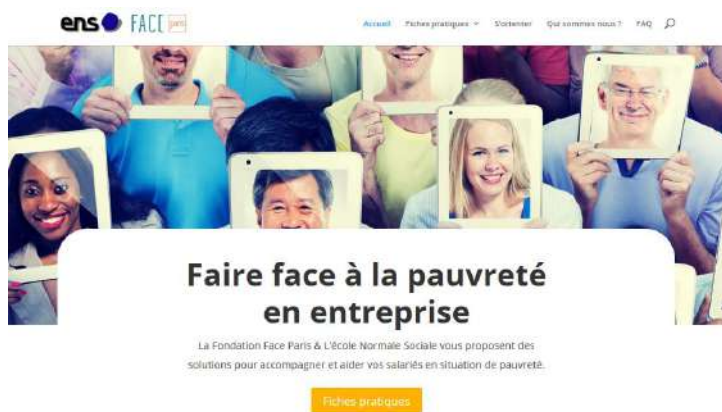 ens FACE paris
Accueil Fiches pratiques S'orienter Qui sommes nous ? FAQ
Faire face à la pauvreté
en entreprise
La Fondation Face Paris & L'école Normale Sociale vous proposent des
solutions pour accompagner et aider vos salariés en situation de pauvreté.
Fiches pratiques